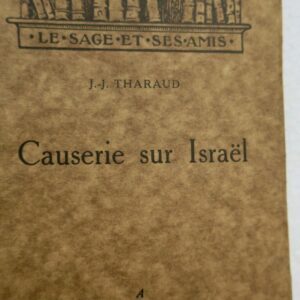 LE·SAGE·ET·SES·AMIS
J.-J. THARAUD
Causerie sur Israël
A